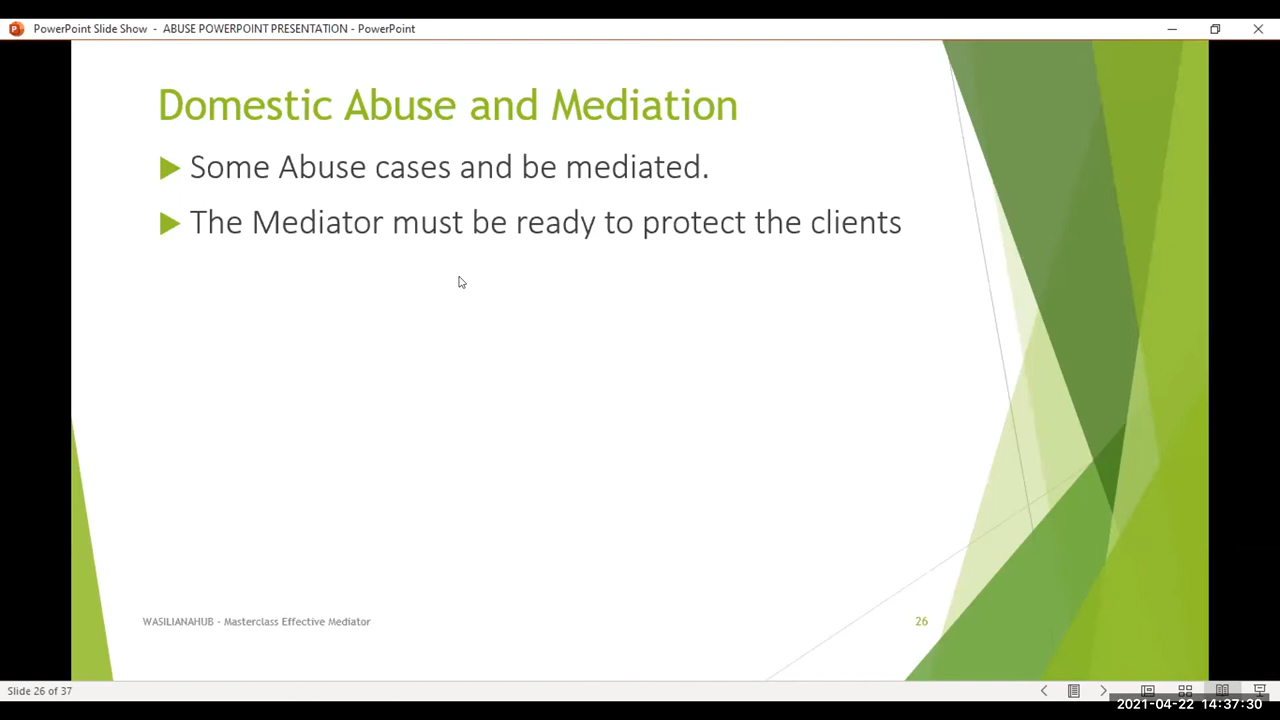 PowerPoint Slide Show - ABUSE POWERPOINT PRESENTATION - PowerPoint
Domestic Abuse and Mediation
Some Abuse cases and be mediated.
The Mediator must be ready to protect the clients
WASILIANAHUB - Masterclass Effective Mediator
26
Slide 26 of 37
2021-04-22 14:37:30